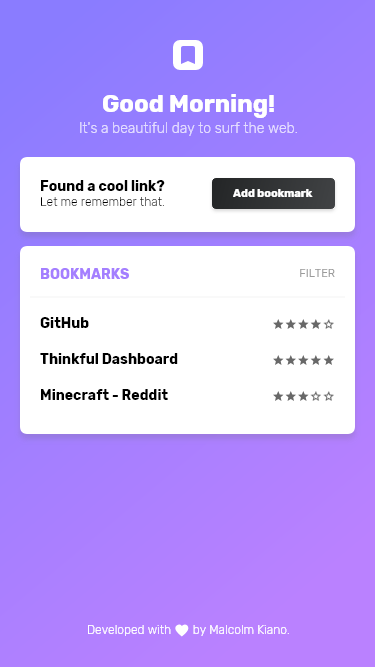 Good Morning!
It's a beautiful day to surf the web.
Found a cool link?
Let me remember that.
Add bookmark
BOOKMARKS
FILTER
GitHub
Thinkful Dashboard
Minecraft - Reddit
Developed with by Malcolm Kiano.